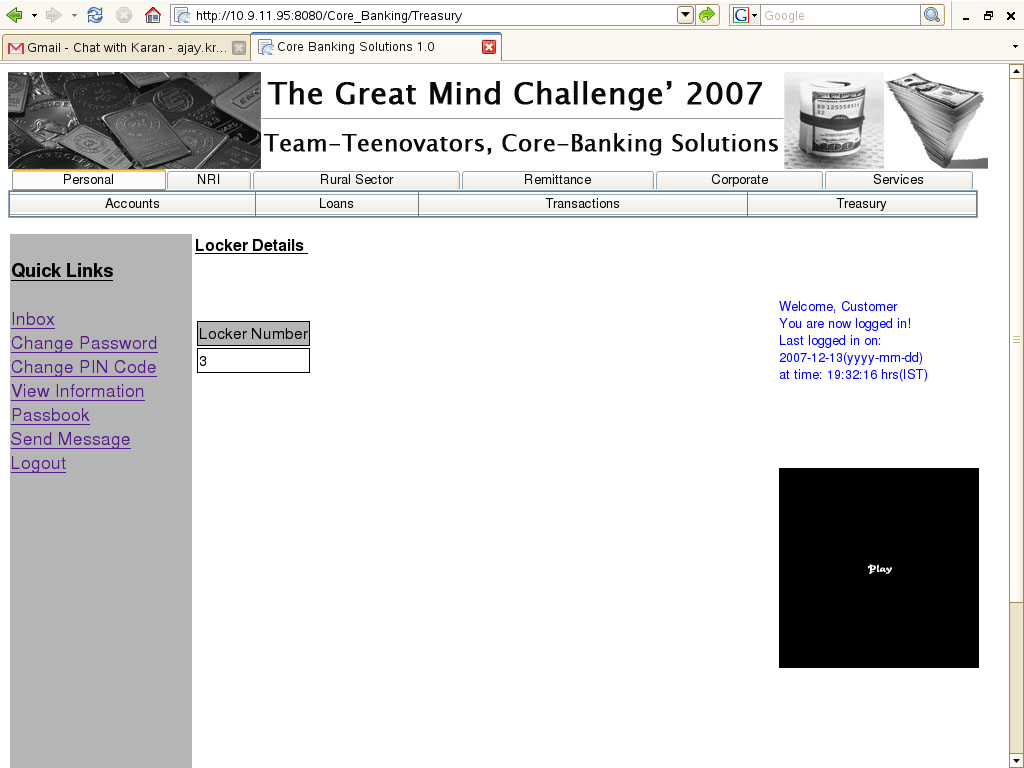 http://10.9.11.95:8080/Core_Banking/Treasury
G Google
Gmail - Chat with Karan - ajay.kr...
Core Banking Solutions 1.0
The Great Mind Challenge’ 2007
Team-Teenovators, Core-Banking Solutions
Personal NRI Rural Sector Remittance Corporate Services
Accounts Loans Transactions Treasury
Locker Details
Quick Links
Inbox
Change Password
Change PIN Code
View Information
Passbook
Send Message
Logout
Locker Number
3
Welcome, Customer
You are now logged in!
Last logged in on:
2007-12-13(yyyy-mm-dd)
at time: 19:32:16 hrs(IST)
Play